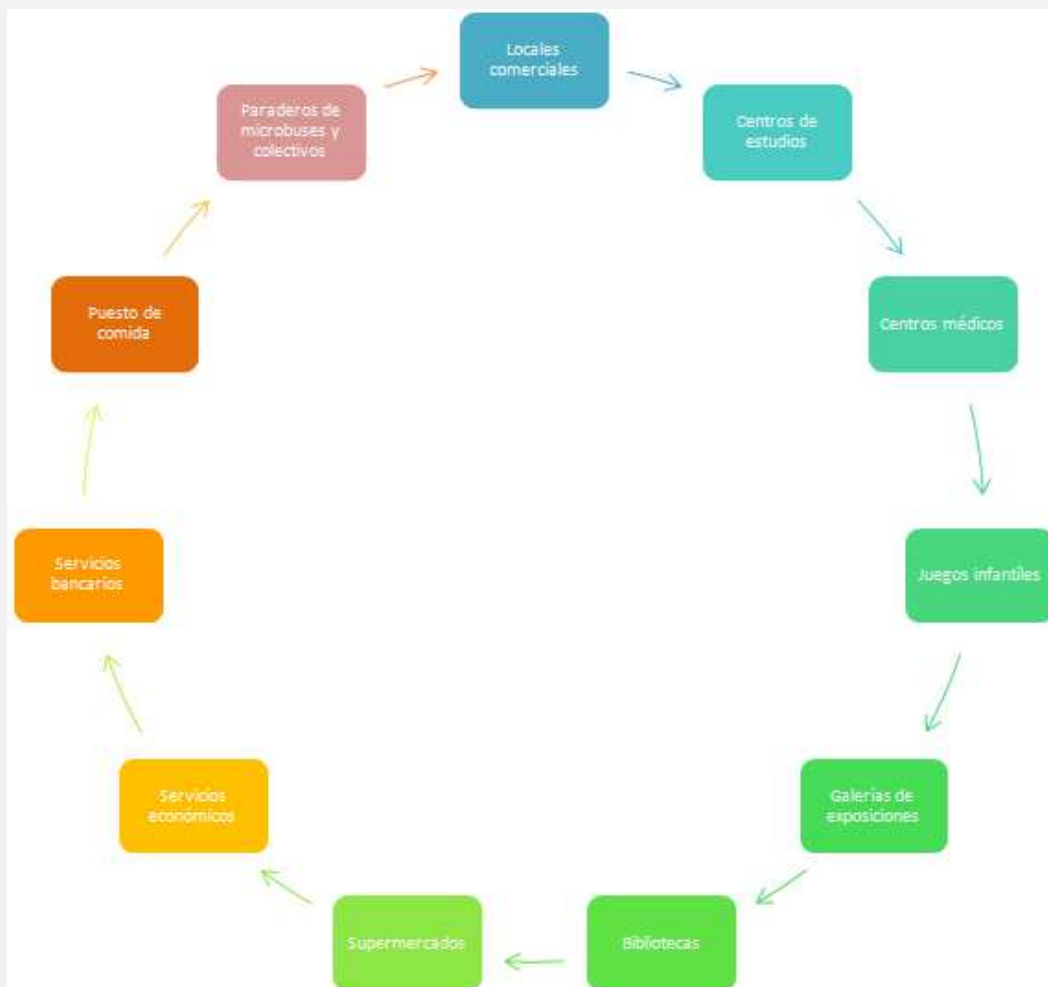 Locales
comerciales
Centros de
estudios
Centros médicos
Juegos infantiles
Galerías de
exposiciones
Bibliotecas
Supermercados
Servicios
económicos
Servicios
bancarios
Puesto de
comida
Paraderos de
microbuses y
colectivos